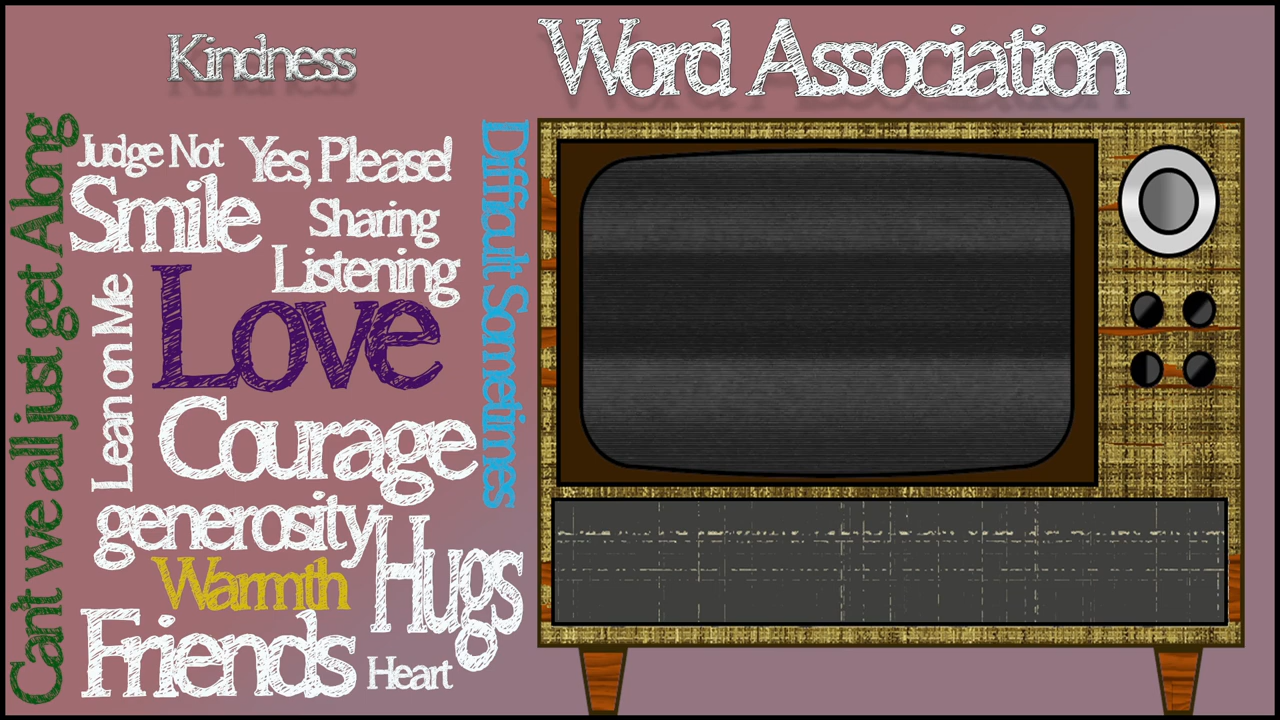 Kindness
Word Association
Cant we all just get Along
Judge Not
Yes, Please!
Smile
Sharing
Listening
Difficult Sometimes
Lean on Me
Love
Courage
generosity
Hugs
Warmth
Friends
Heart